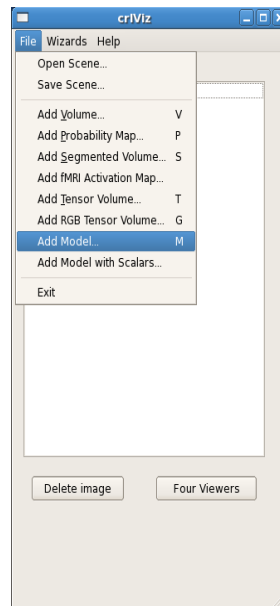 crlViz
File Wizards Help
Open Scene...
Save Scene...
Add Volume... V
Add Probability Map... P
Add Segmented Volume... S
Add fMRI Activation Map...
Add Tensor Volume... T
Add RGB Tensor Volume... G
Add Model... M
Add Model with Scalars...
Exit
Delete image Four Viewers